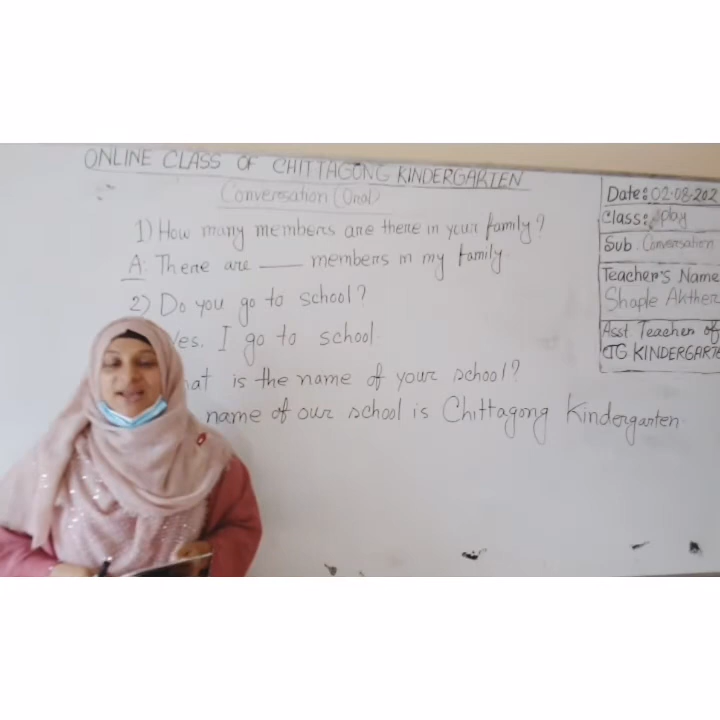 ONLINE CLASS OF CHITTAGONG KINDERGARTEN
Conversation (Oral)
1) How many members are there in your family?
A: There are ___ members in my family
2) Do you go to school?
Yes, I go to school.
is the name of your school?
name of our school is Chittagong Kindergarten
Date: 02.08.202
Class: play
Sub: Conversation
Teacher's Name
Shaple Akther
Asst Teacher of
CTG KINDERGARTE